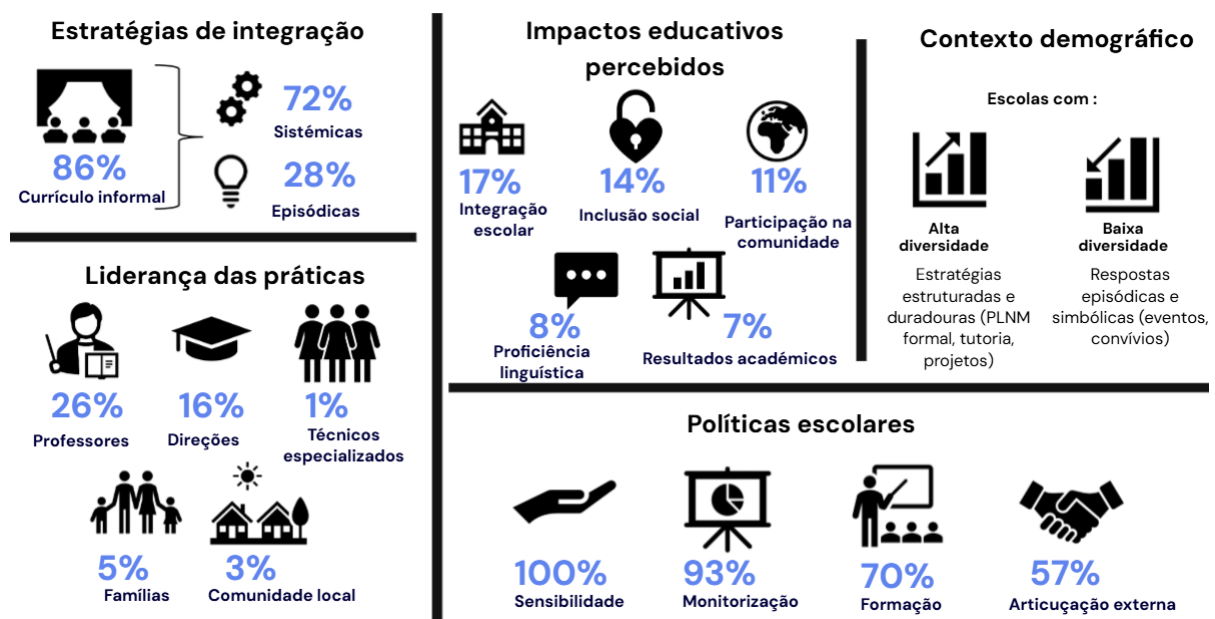 Estratégias de integração
86%
Currículo informal
72%
Sistémicas
28%
Episódicas
Liderança das práticas
26%
Professores
16%
Direções
1%
Técnicos
especializados
5%
Famílias
3%
Comunidade local
Impactos educativos
percebidos
17%
Integração
escolar
14%
Inclusão social
11%
Participação na
comunidade
8%
Proficiência
linguística
7%
Resultados académicos
Contexto demográfico
Escolas com :
Alta
diversidade
Estratégias
estruturadas e
duradouras (PLNM
formal, tutoria,
projetos)
Baixa
diversidade
Respostas
episódicas e
simbólicas (eventos,
convívios)
Políticas escolares
100%
Sensibilidade
93%
Monitorização
70%
Formação
57%
Articuçação externa